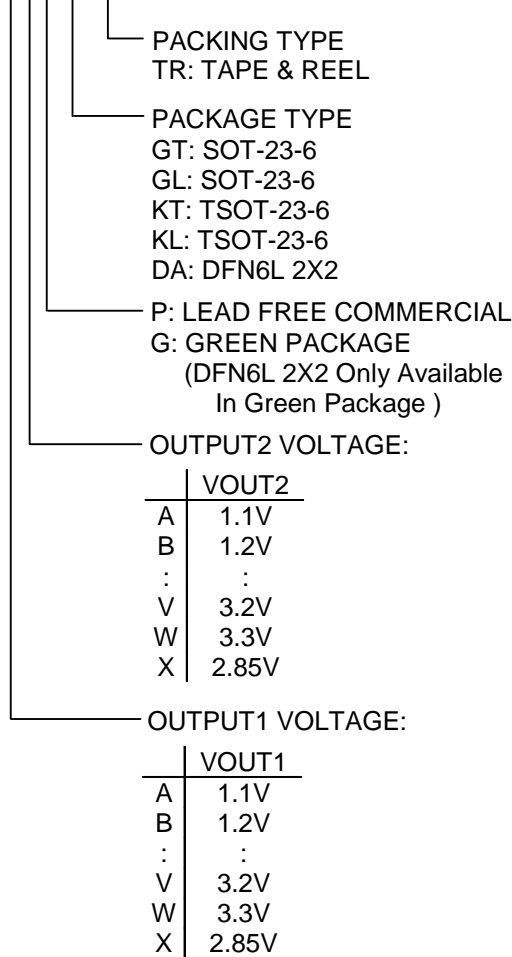 PACKING TYPE
TR: TAPE & REEL
PACKAGE TYPE
GT: SOT-23-6
GL: SOT-23-6
KT: TSOT-23-6
KL: TSOT-23-6
DA: DFN6L 2X2
P: LEAD FREE COMMERCIAL
G: GREEN PACKAGE
(DFN6L 2X2 Only Available
In Green Package )
OUTPUT2 VOLTAGE:
VOUT2
A 1.1V
B 1.2V
: :
V 3.2V
W 3.3V
X 2.85V
OUTPUT1 VOLTAGE:
VOUT1
A 1.1V
B 1.2V
: :
V 3.2V
W 3.3V
X 2.85V